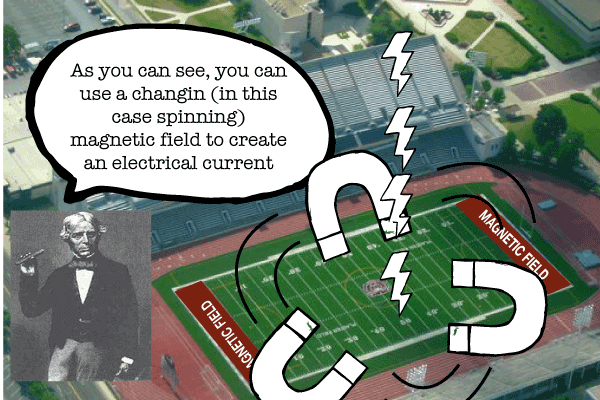 As you can see, you can
use a changin (in this
case spinning)
magnetic field to create
an electrical current
MAGNETIC FIELD
AGNETIC FIELD